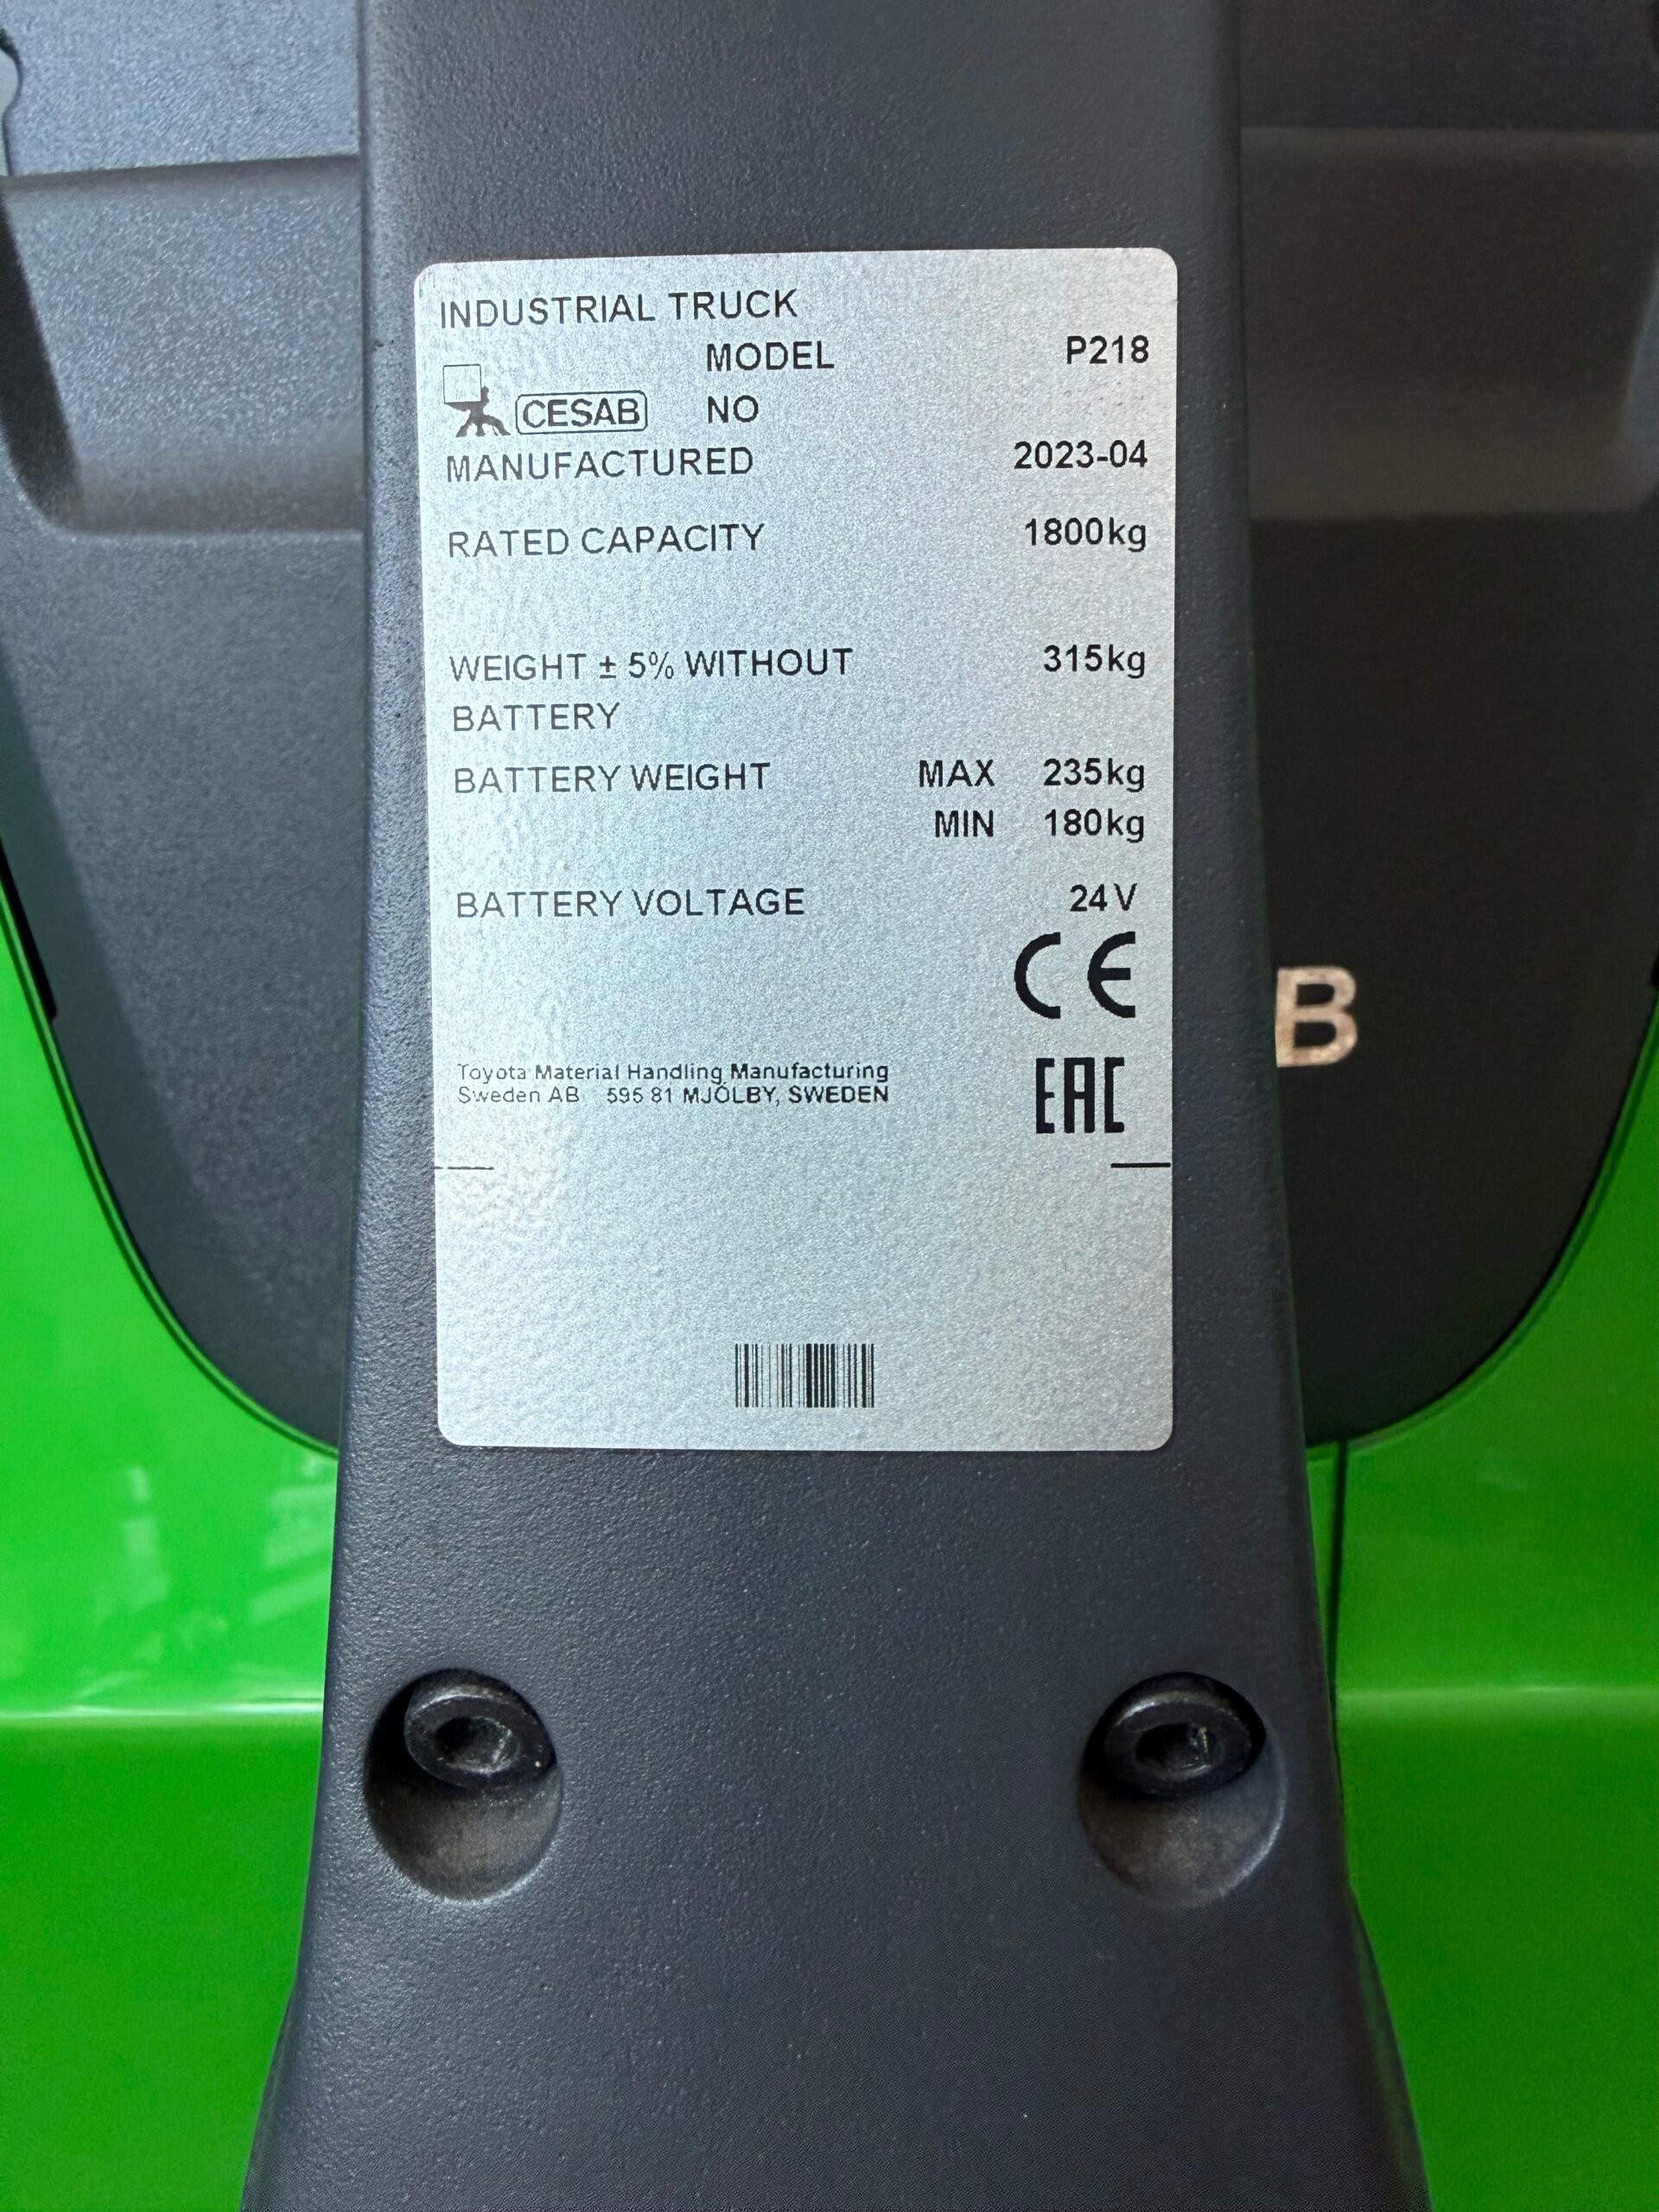 INDUSTRIAL TRUCK
MODEL P218
CESAB NO
MANUFACTURED 2023-04
RATED CAPACITY 1800kg
WEIGHT ± 5% WITHOUT 315kg
BATTERY
BATTERY WEIGHT MAX 235kg
MIN 180kg
BATTERY VOLTAGE 24V
CE
Toyota Material Handling Manufacturing
Sweden AB 595 81 MJÖLBY, SWEDEN
EAC
B